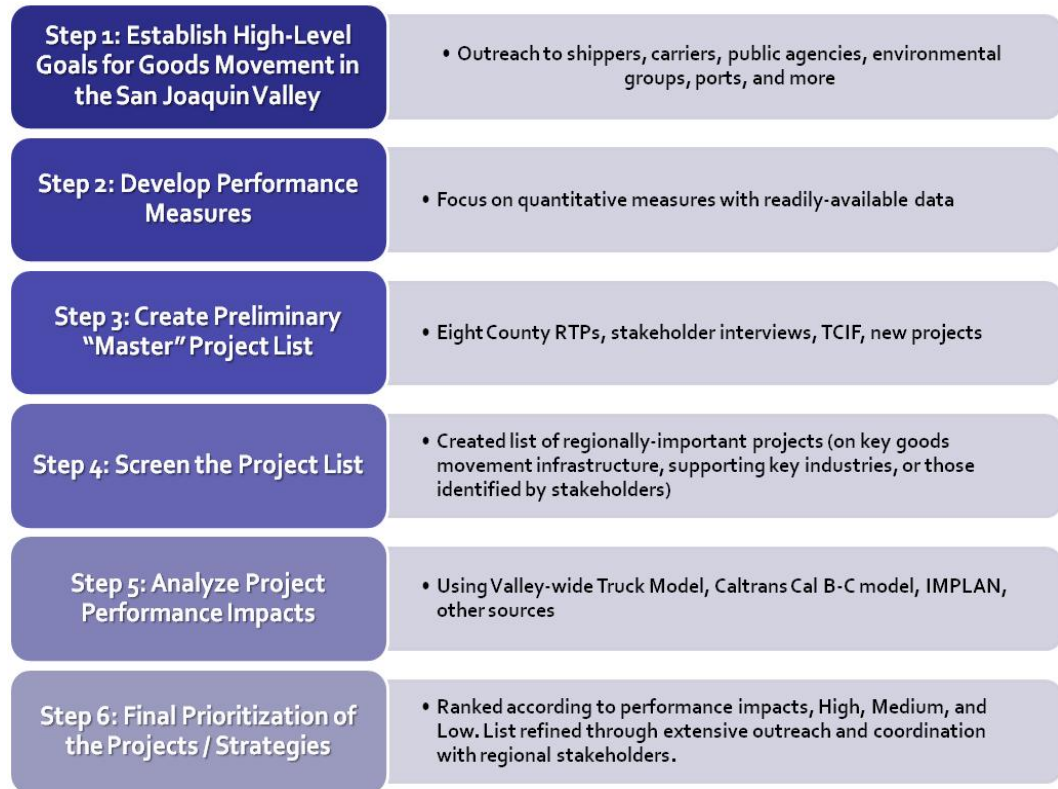 Step 1: Establish High-Level
Goals for Goods Movement in
the San Joaquin Valley
• Outreach to shippers, carriers, public agencies, environmental
groups, ports, and more
Step 2: Develop Performance
Measures
• Focus on quantitative measures with readily-available data
Step 3: Create Preliminary
“Master” Project List
• Eight County RTPs, stakeholder interviews, TCIF, new projects
Step 4: Screen the Project List
• Created list of regionally-important projects (on key goods
movement infrastructure, supporting key industries, or those
identified by stakeholders)
Step 5: Analyze Project
Performance Impacts
• Using Valley-wide Truck Model, Caltrans Cal B-C model, IMPLAN,
other sources
Step 6: Final Prioritization of
the Projects / Strategies
• Ranked according to performance impacts, High, Medium, and
Low. List refined through extensive outreach and coordination
with regional stakeholders.